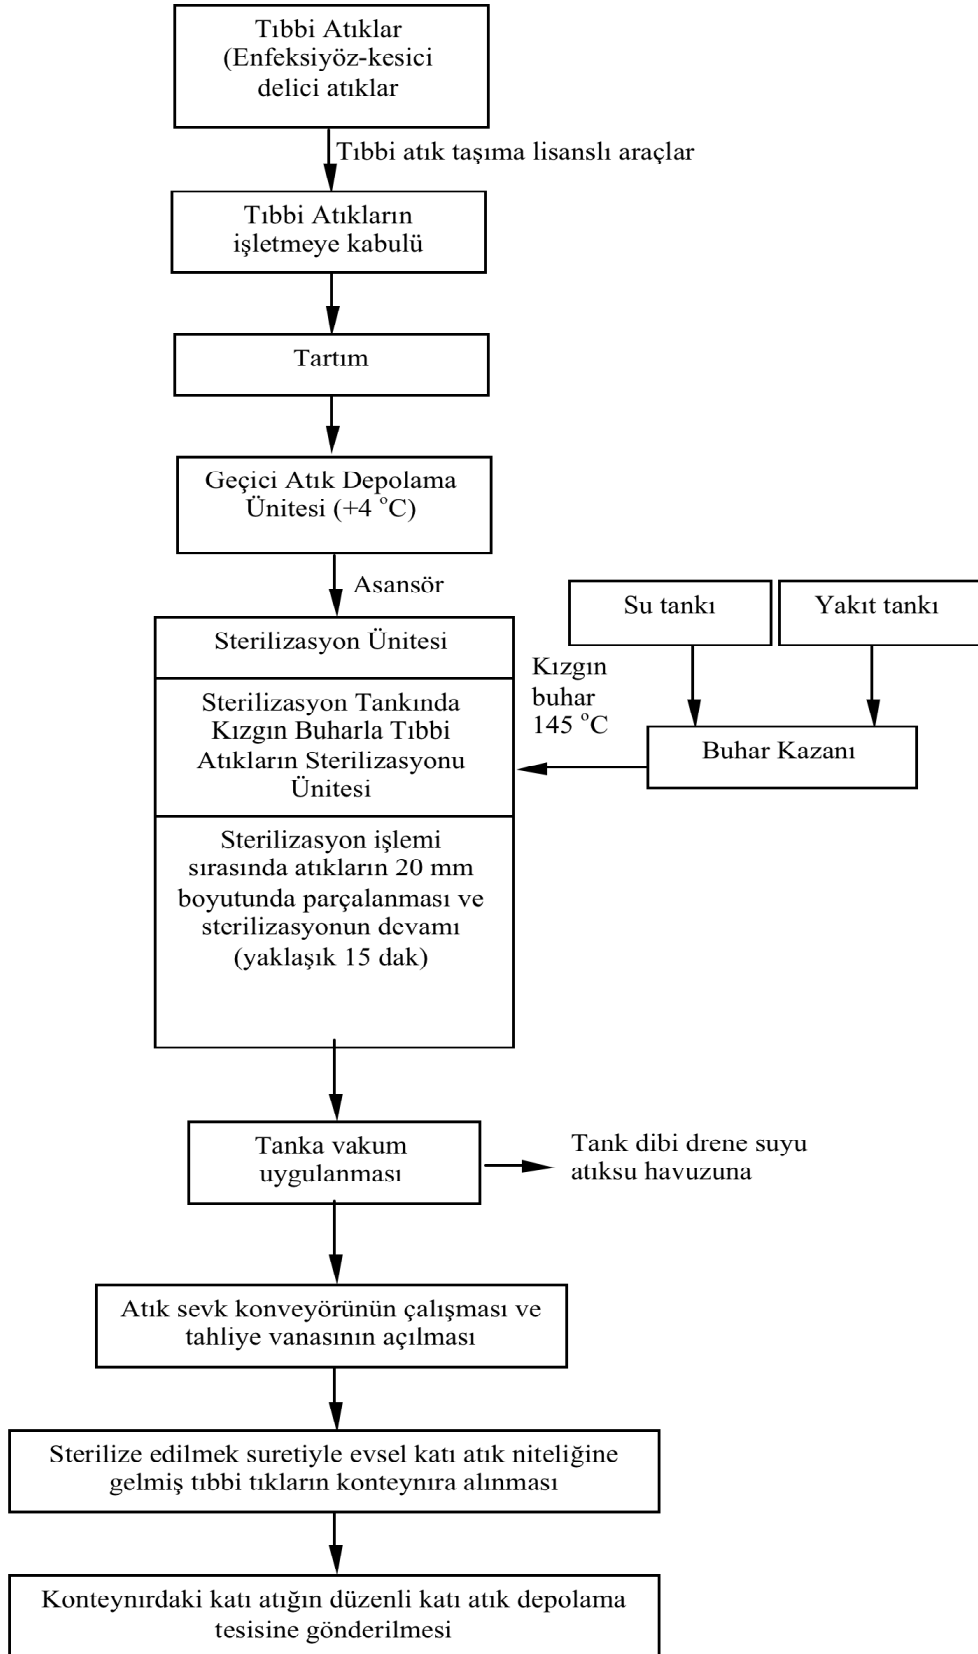 Tıbbi Atıklar
(Enfeksiyöz-kesici
delici atıklar
Tıbbi atık taşıma lisanslı araçlar
Tıbbi Atıkların
işletmeye kabulü
Tartım
Geçici Atık Depolama
Ünitesi (+4 °C)
Asansör
Su tankı
Yakıt tankı
Sterilizasyon Ünitesi
Kızgın
buhar
145 °C
Sterilizasyon Tankında
Kızgın Buharla Tıbbi
Atıkların Sterilizasyonu
Ünitesi
Buhar Kazanı
Sterilizasyon işlemi
sırasında atıkların 20 mm
boyutunda parçalanması ve
sterilizasyonun devamı
(yaklaşık 15 dak)
Tanka vakum
uygulanması
Tank dibi drene suyu
atıksu havuzuna
Atık sevk konveyörünün çalışması ve
tahliye vanasının açılması
Sterilize edilmek suretiyle evsel katı atık niteliğine
gelmiş tıbbi tıkların konteynıra alınması
Konteynırdaki katı atığın düzenli katı atık depolama
tesisine gönderilmesi